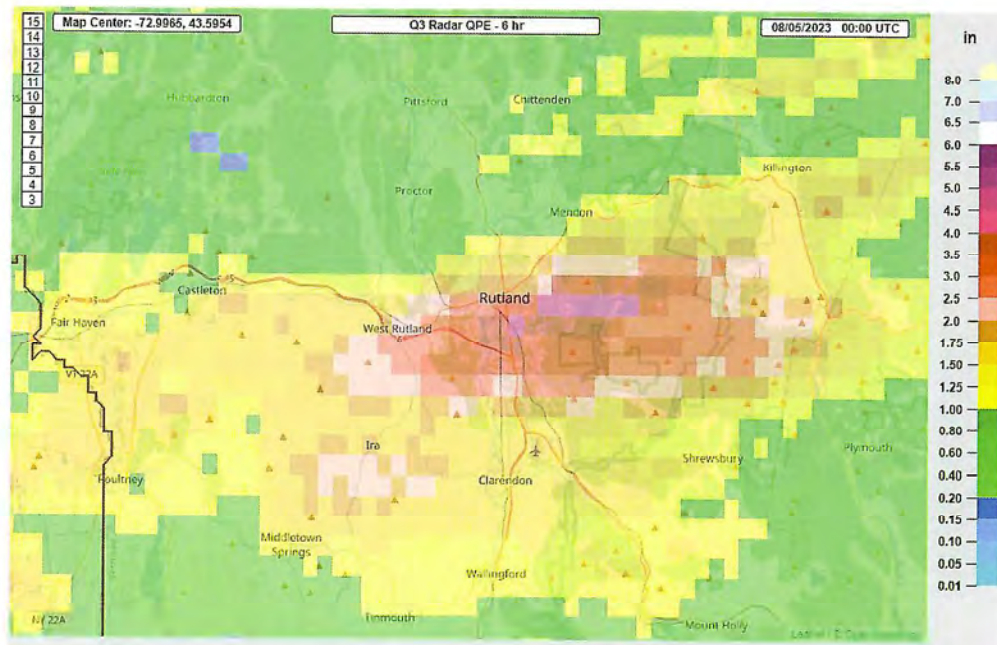 Map Center: -72.9965, 43.5954
Q3 Radar QPE - 6 hr
08/05/2023 00:00 UTC
15
14
13
12
11
10
9
8
7
6
5
4
3
in
8.0
7.0
6.5
6.0
5.5
5.0
4.5
4.0
3.5
3.0
2.5
2.0
1.75
1.50
1.25
1.00
0.80
0.60
0.40
0.20
0.15
0.10
0.05
0.01
Hubbardton
Pittsford
Chittenden
Killington
Proctor
Mendon
Castleton
Rutland
Fair Haven
West Rutland
VT 22A
Ira
Shrewsbury
Plymouth
Poultney
Clarendon
Middletown
Springs
Wallingford
Tinmouth
NY 22A
Mount Holly